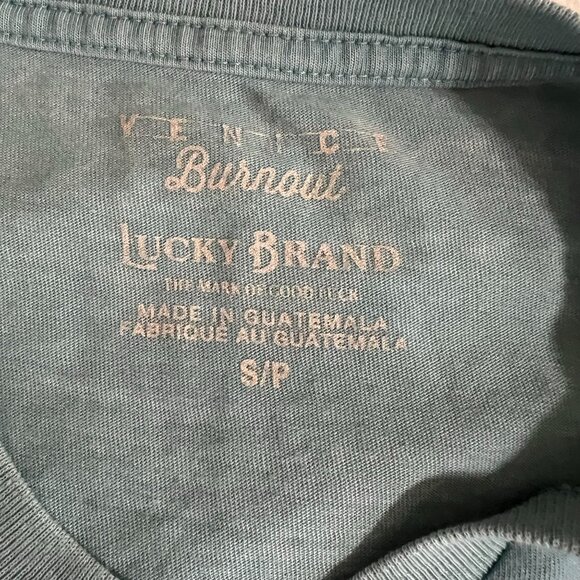 VENICE
Burnout
LUCKY BRAND
THE MARK OF GOOD LUCK
MADE IN GUATEMALA
FABRIQUE AU GUATEMALA
S/P